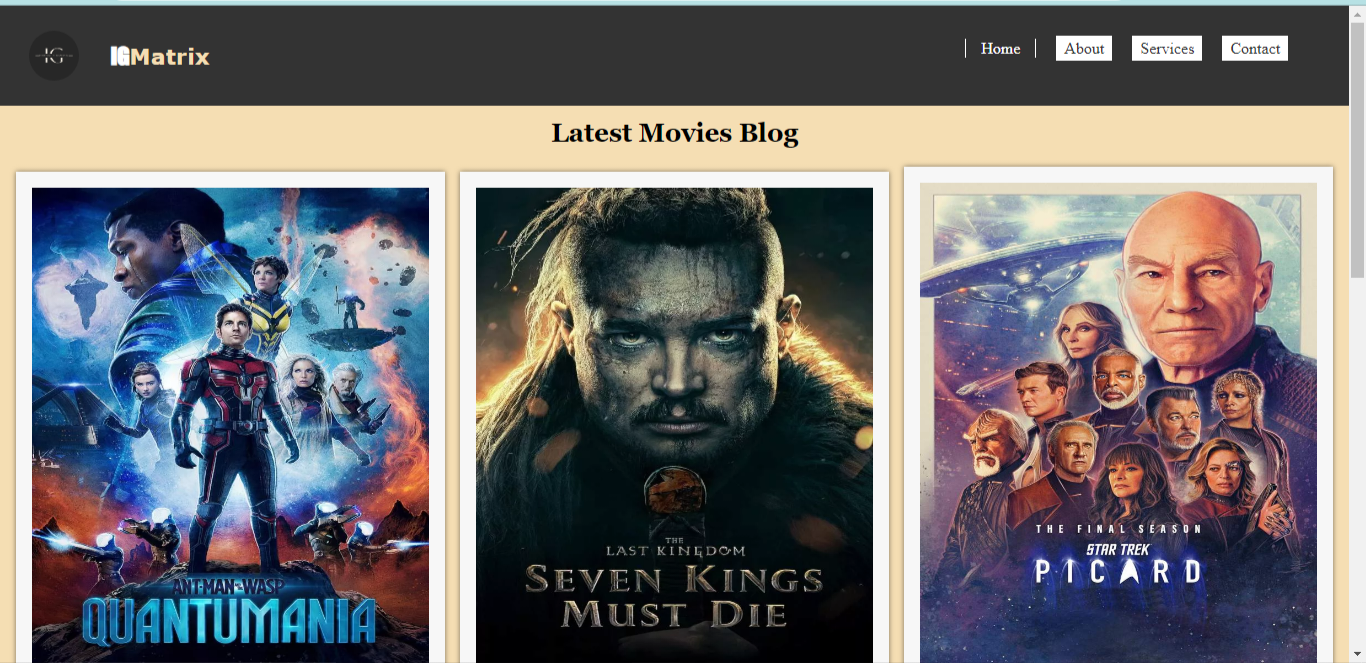 IG
IGMatrix
Home
About
Services
Contact
Latest Movies Blog
ANT-MAN AND THE WASP
QUANTUMANIA
THE
LAST KINGDOM
SEVEN KINGS
MUST DIE
THE FINAL SEASON
STAR TREK
PICARD